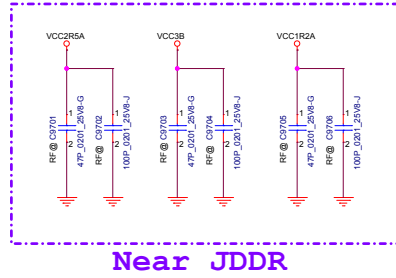 VCC2R5A
VCC3B
VCC1R2A
1
2
RF@ C9701
47P_0201_25V8-G
1
2
RF@ C9702
100P_0201_25V8-J
1
2
RF@ C9703
47P_0201_25V8-G
1
2
RF@ C9704
100P_0201_25V8-J
1
2
RF@ C9705
47P_0201_25V8-G
1
2
RF@ C9706
100P_0201_25V8-J
Near JDDR